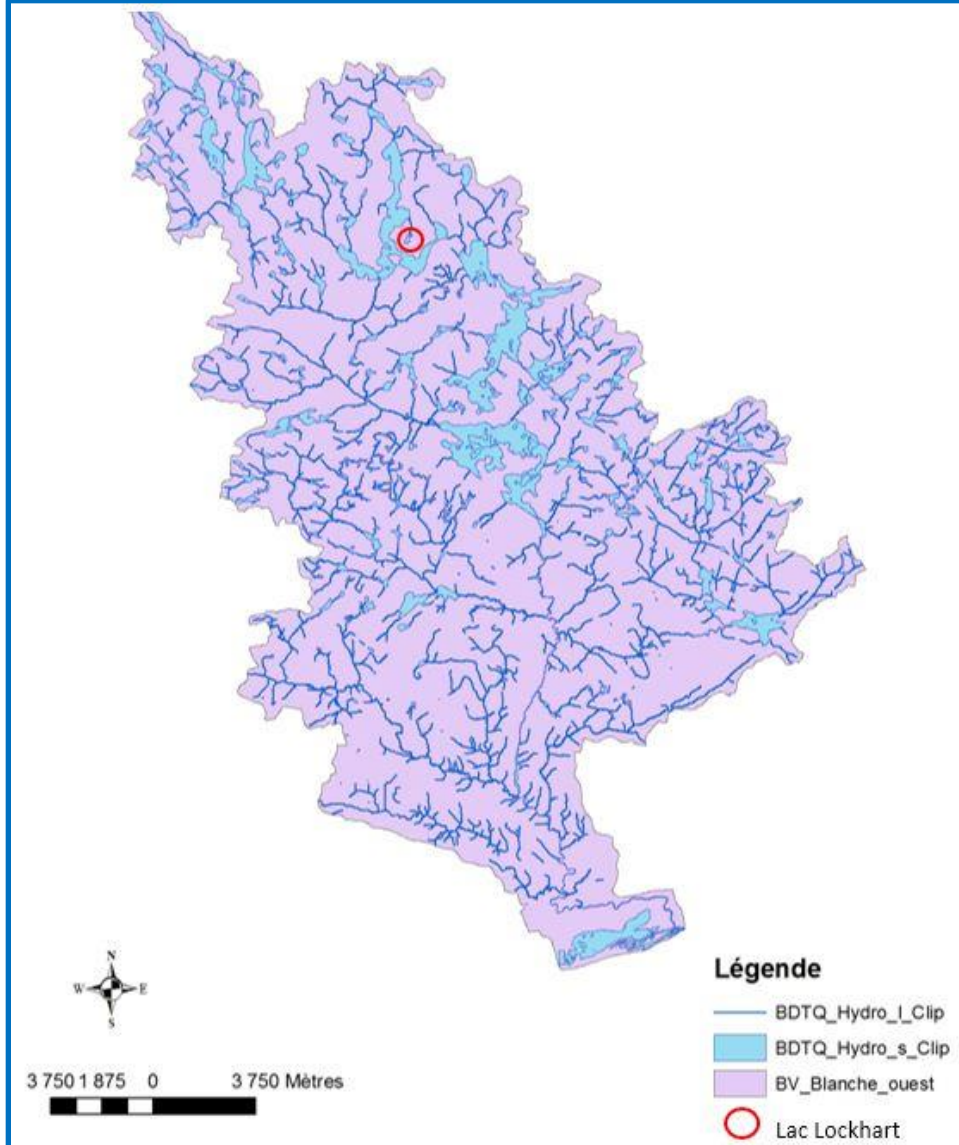 Légende
BDTQ_Hydro_l_Clip
BDTQ_Hydro_s_Clip
BV_Blanche_ouest
Lac Lockhart
N
W E
S
3 750 1 875 0 3 750 Mètres